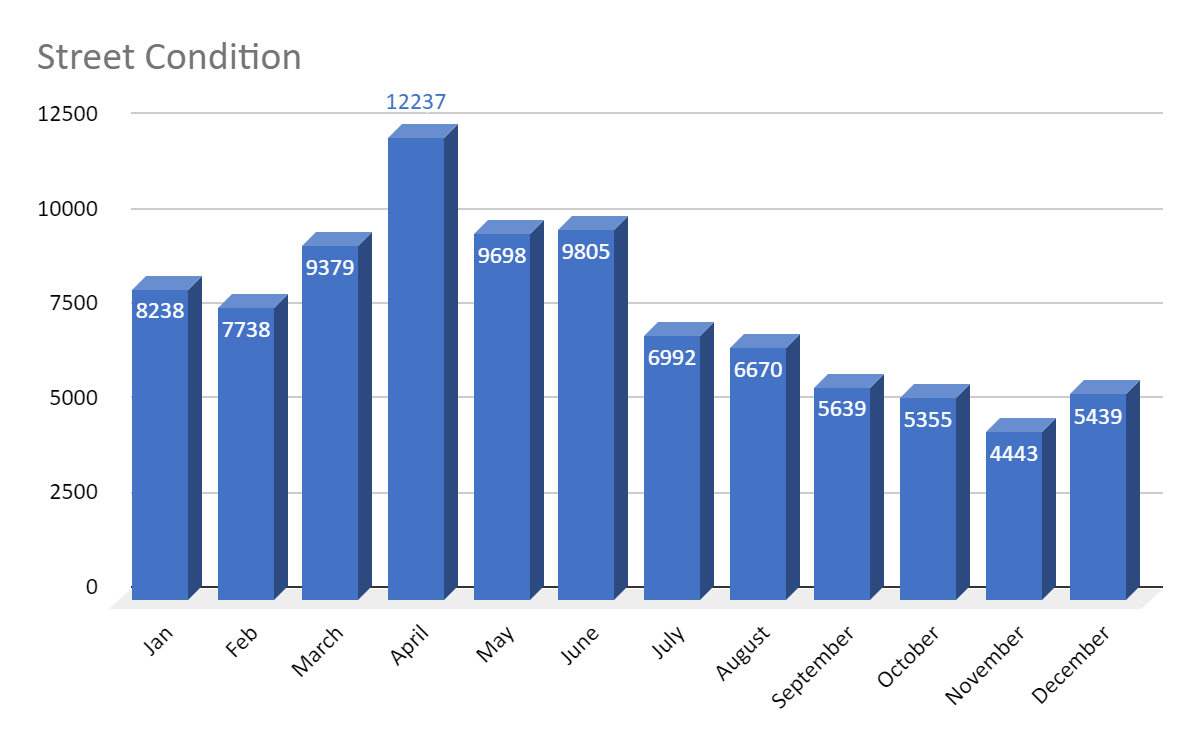 Street Condition
12500
10000
7500
5000
2500
0
8238
7738
9379
12237
9698
9805
6992
6670
5639
5355
4443
5439
Jan
Feb
March
April
May
June
July
August
September
October
November
December